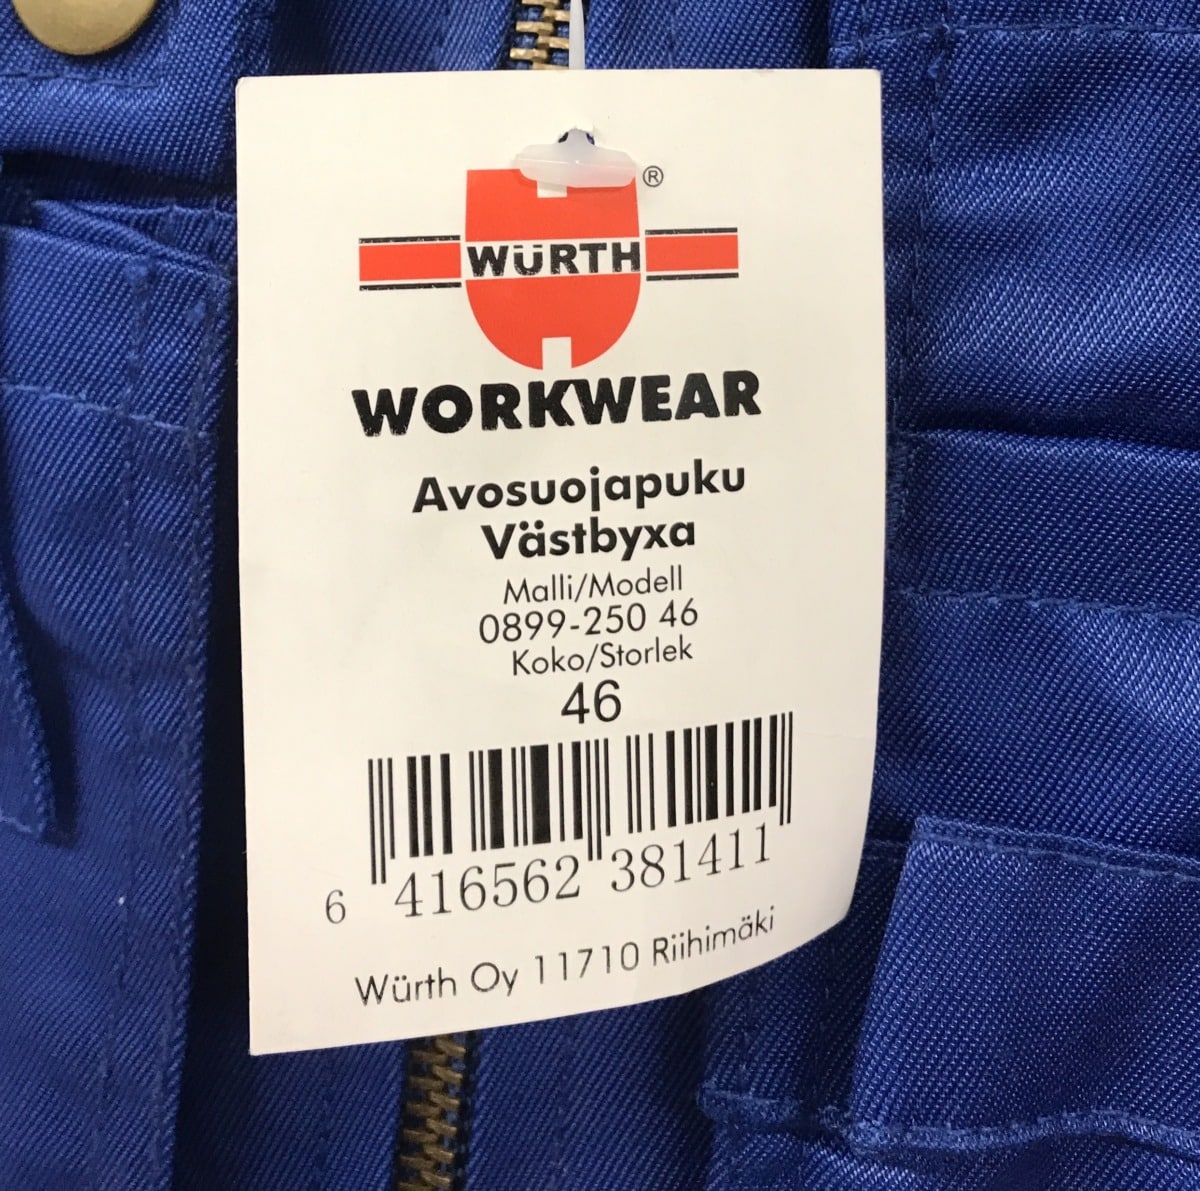 ®
WÜRTH
WORKWEAR
Avosuojapuku
Västbyxa
Malli/Modell
0899-250 46
Koko/Storlek
46
6 416562 381411
Würth Oy 11710 Riihimäki